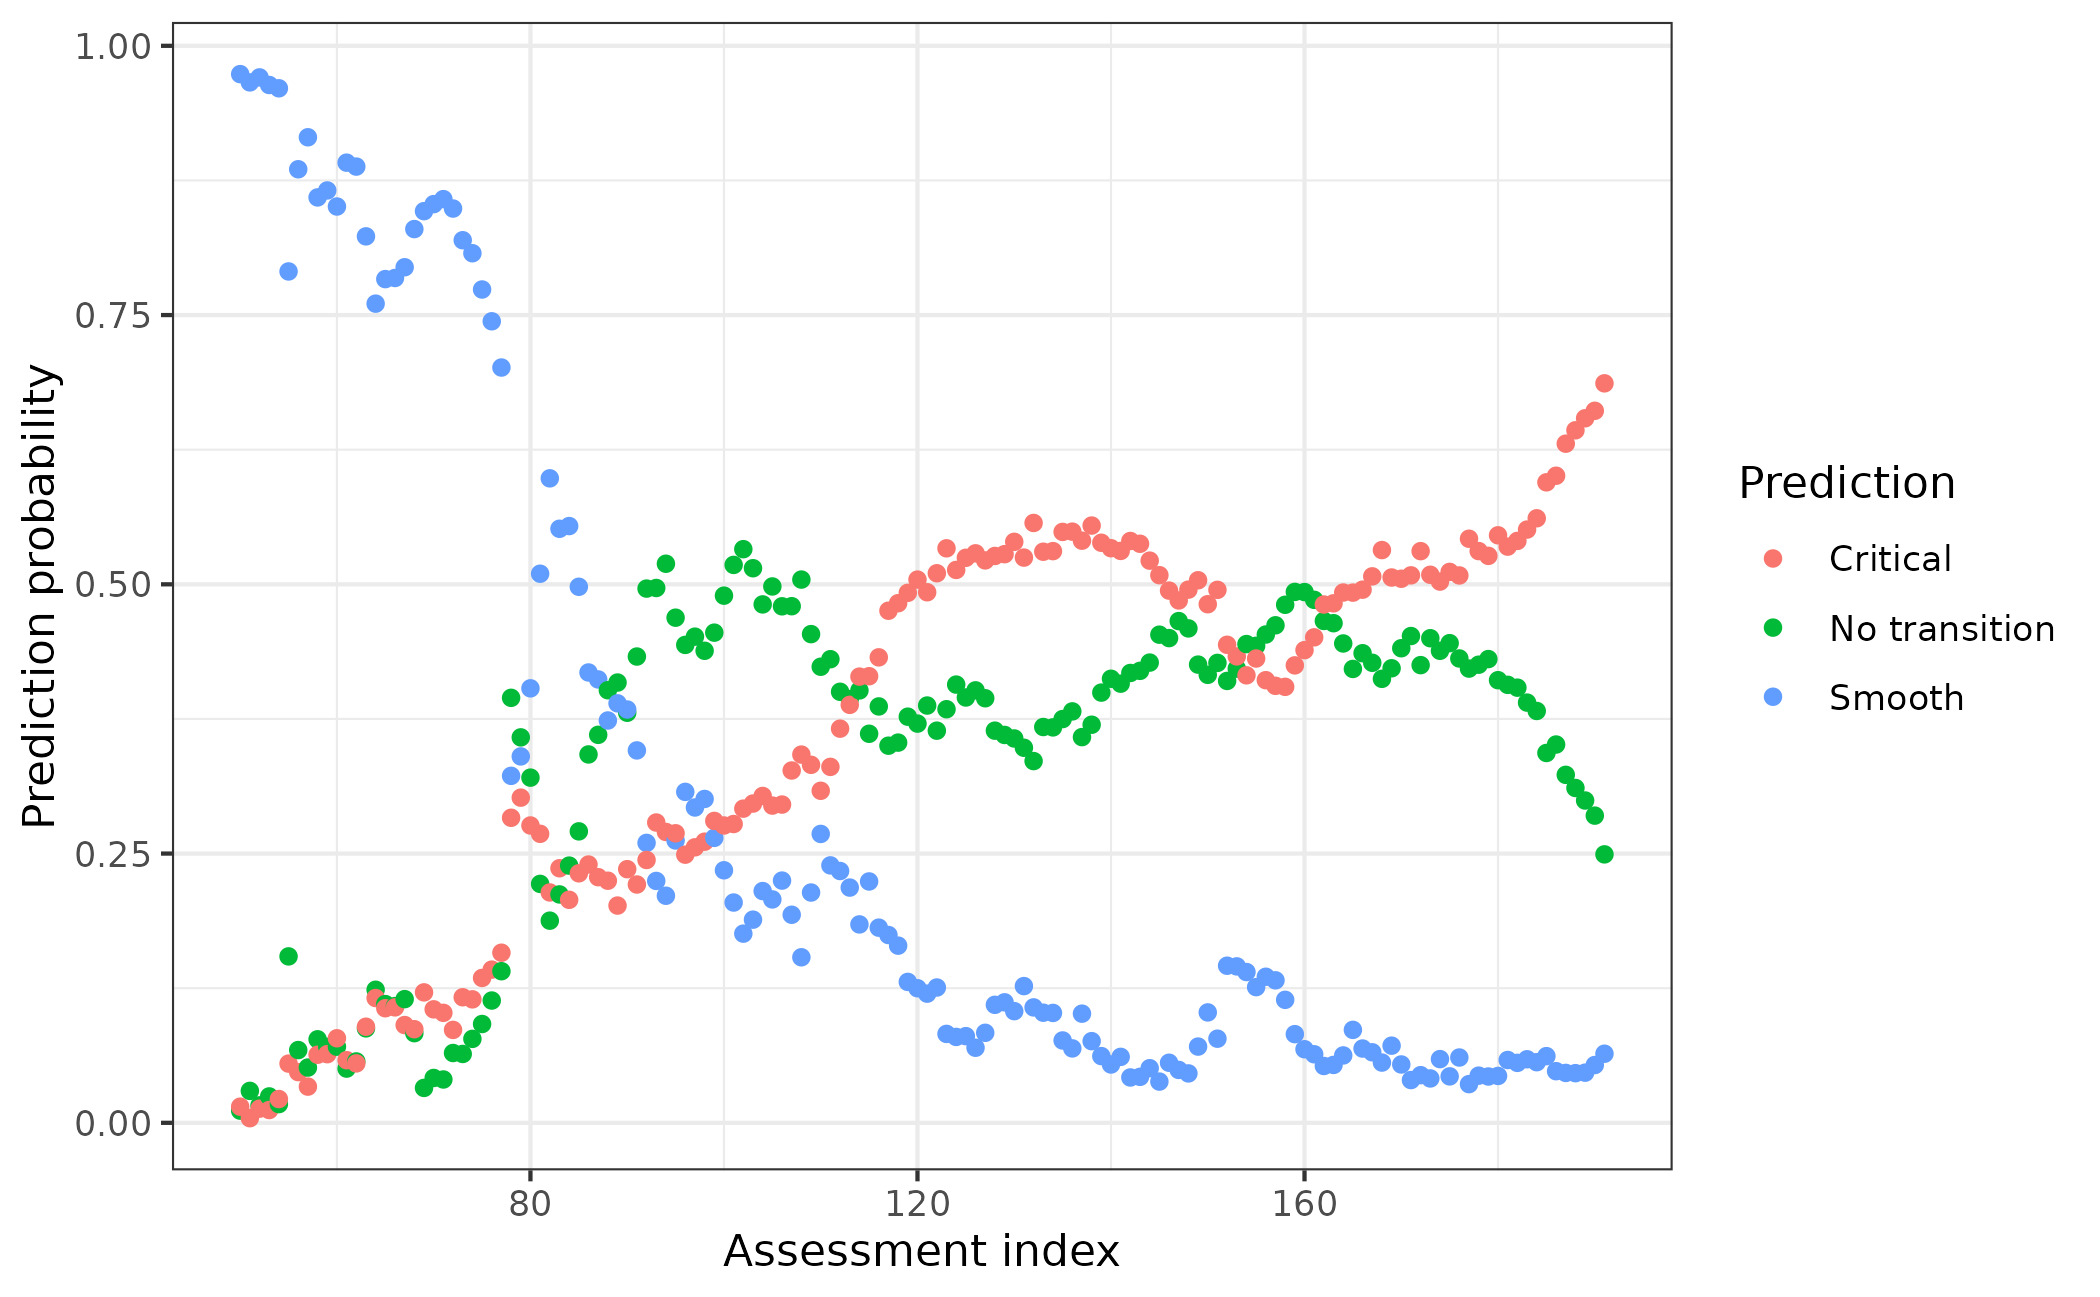 1.00
0.75
0.50
0.25
0.00
80
120
160
Assessment index
Prediction probability
Prediction
Critical
No transition
Smooth